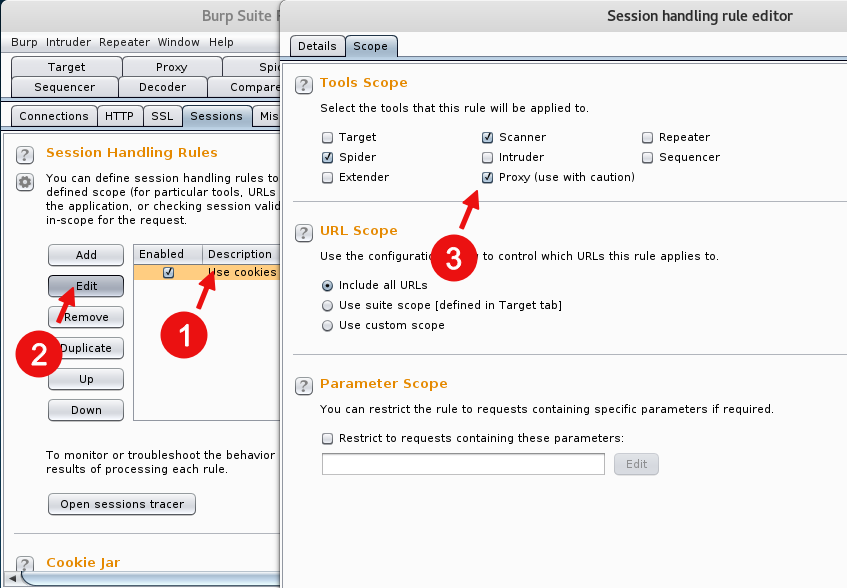 Burp Suite
Burp Intruder Repeater Window Help
Target Proxy
Sequencer Decoder
Connections HTTP SSL Sessions
Session Handling Rules
You can define session handling rules to
defined scope (for particular tools, URLs
the application, or checking session
in-scope for the request.
Add
Edit
Remove
Duplicate
Up
Down
Enabled Description
Use cookies
1
2
To monitor or troubleshoot the behavior
results of processing each rule.
Open sessions tracer
Cookie Jar
Session handling rule editor
Details Scope
Tools Scope
Select the tools that this rule will be applied to.
Target Scanner Repeater
Spider Intruder Sequencer
Extender Proxy (use with caution)
3
URL Scope
Use the to control which URLs this rule applies to.
Include all URLs
Use suite scope [defined in Target tab]
Use custom scope
Parameter Scope
You can restrict the rule to requests containing specific parameters if required.
Restrict to requests containing these parameters:
Edit